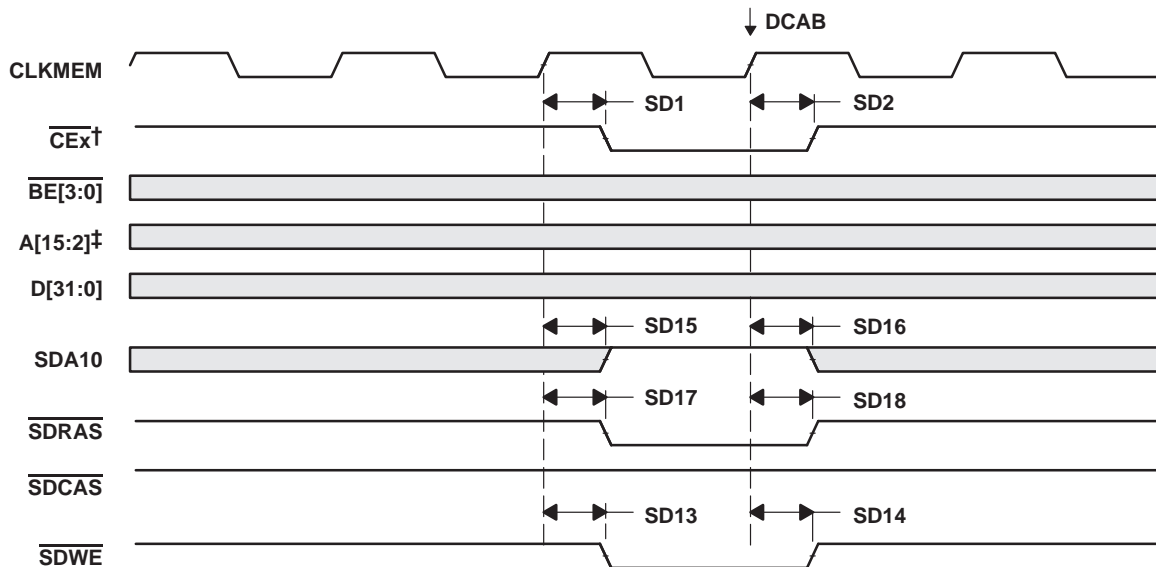 DCAB
CLKMEM
SD1 SD2
CEx†
BE[3:0]
A[15:2]‡
D[31:0]
SD15 SD16
SDA10
SD17 SD18
SDRAS
SDCAS
SD13 SD14
SDWE